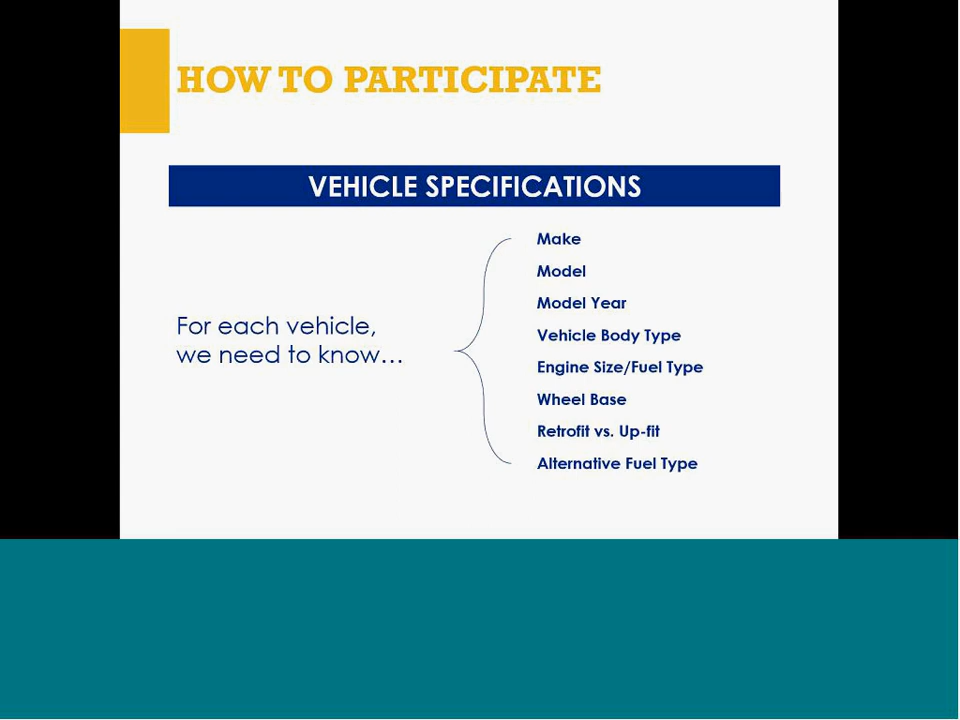 HOW TO PARTICIPATE
VEHICLE SPECIFICATIONS
For each vehicle,
we need to know…
Make
Model
Model Year
Vehicle Body Type
Engine Size/Fuel Type
Wheel Base
Retrofit vs. Up-fit
Alternative Fuel Type